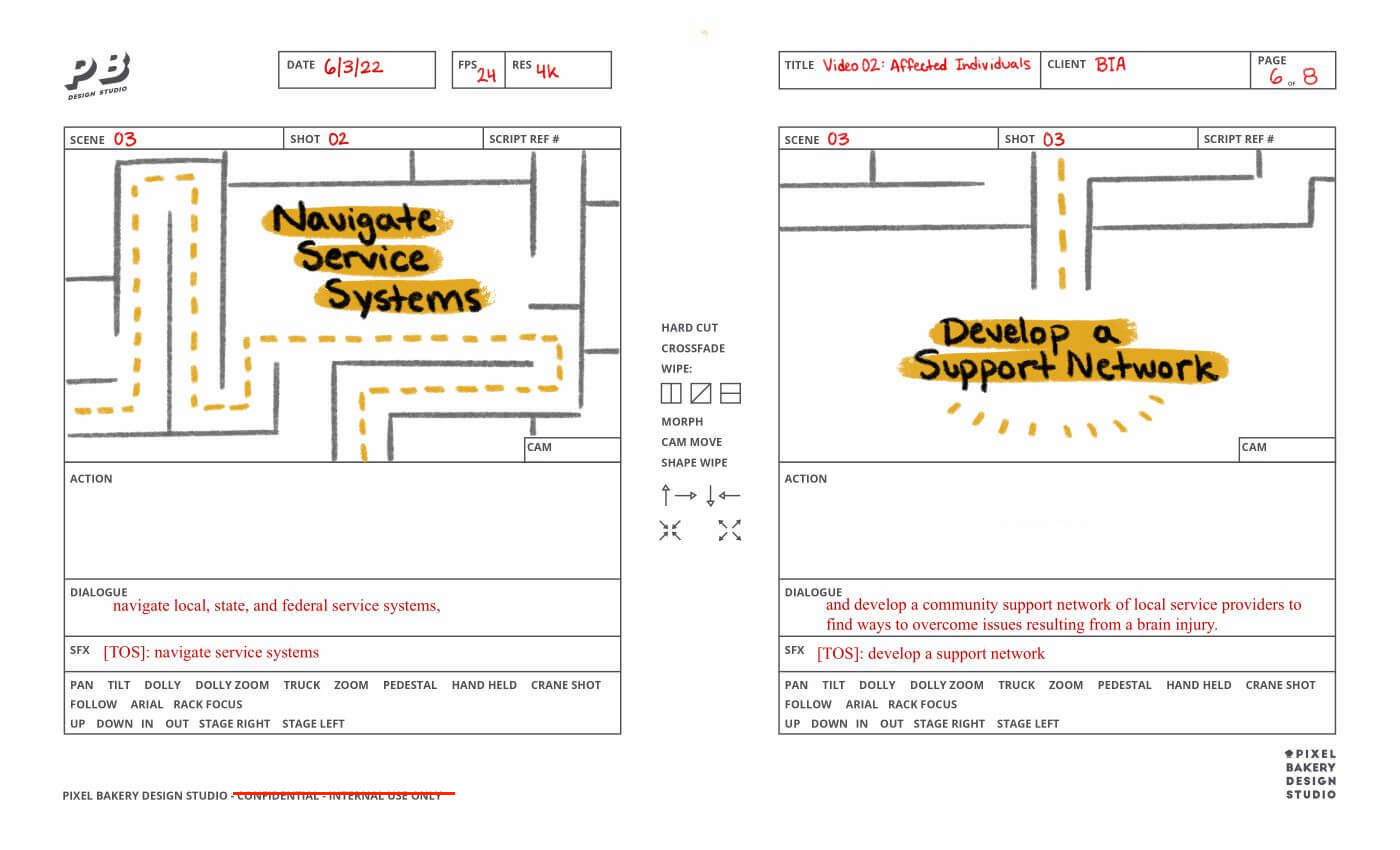 PB
DESIGN STUDIO
DATE 6/3/22
FPS 24
RES 4K
TITLE Video 02: Affected Individuals
CLIENT BIA
PAGE 6 OF 8
SCENE 03
SHOT 02
SCRIPT REF #
Navigate
Service
Systems
CAM
ACTION
DIALOGUE
navigate local, state, and federal service systems,
SFX [TOS]: navigate service systems
PAN TILT DOLLY DOLLY ZOOM TRUCK ZOOM PEDESTAL HAND HELD CRANE SHOT
FOLLOW ARIAL RACK FOCUS
UP DOWN IN OUT STAGE RIGHT STAGE LEFT
HARD CUT
CROSSFADE
WIPE:
MORPH
CAM MOVE
SHAPE WIPE
SCENE 03
SHOT 03
SCRIPT REF #
Develop a
Support Network
CAM
ACTION
DIALOGUE
and develop a community support network of local service providers to
find ways to overcome issues resulting from a brain injury.
SFX [TOS]: develop a support network
PAN TILT DOLLY DOLLY ZOOM TRUCK ZOOM PEDESTAL HAND HELD CRANE SHOT
FOLLOW ARIAL RACK FOCUS
UP DOWN IN OUT STAGE RIGHT STAGE LEFT
PIXEL BAKERY DESIGN STUDIO - CONFIDENTIAL - INTERNAL USE ONLY
PIXEL
BAKERY
DESIGN
STUDIO